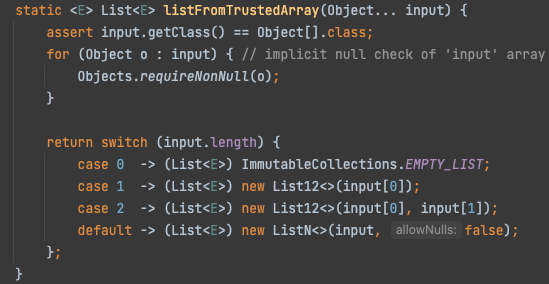 static <E> List<E> listFromTrustedArray(Object... input) {
    assert input.getClass() == Object[].class;
    for (Object o : input) { // implicit null check of 'input' array
        Objects.requireNonNull(o);
    }

    return switch (input.length) {
        case 0  -> (List<E>) ImmutableCollections.EMPTY_LIST;
        case 1  -> (List<E>) new List12<>(input[0]);
        case 2  -> (List<E>) new List12<>(input[0], input[1]);
        default -> (List<E>) new ListN<>(input, allowNulls: false);
    };
}